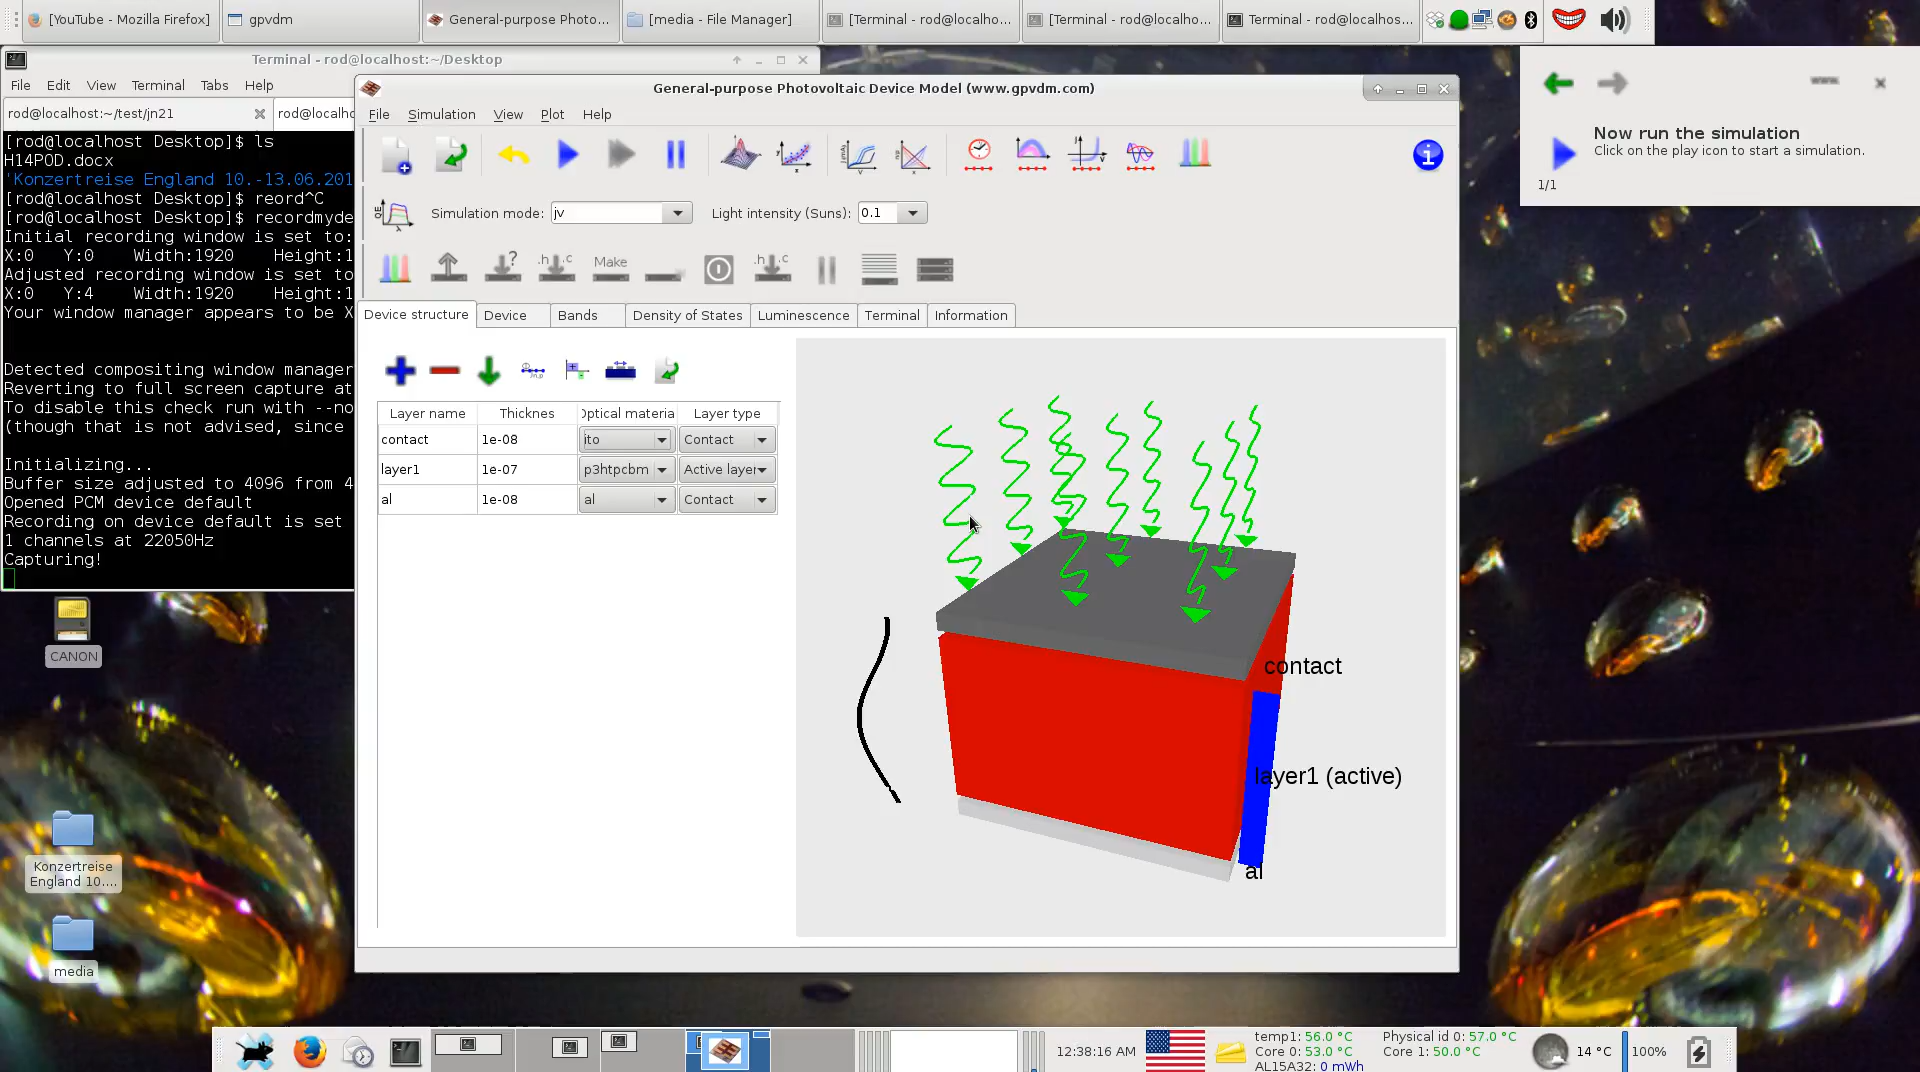 [YouTube - Mozilla Firefox]
gpvdm
General-purpose Photo...
[media - File Manager]
[Terminal - rod@localho...
[Terminal - rod@localho...
Terminal - rod@localhos...
Terminal - rod@localhost:~/Desktop
File Edit View Terminal Tabs Help
rod@localhost:~/test/jn21
rod@localho
[rod@localhost Desktop]$ ls
H14POD.docx
'Konzertreise England 10.-13.06.201
[rod@localhost Desktop]$ reord^C
[rod@localhost Desktop]$ recordmyde
Initial recording window is set to:
X:0 Y:0 Width:1920 Height:1
Adjusted recording window is set to
X:0 Y:4 Width:1920 Height:1
Your window manager appears to be X
Detected compositing window manager
Reverting to full screen capture at
To disable this check run with --no
(though that is not advised, since
Initializing...
Buffer size adjusted to 4096 from 4
Opened PCM device default
Recording on device default is set
1 channels at 22050Hz
Capturing!
General-purpose Photovoltaic Device Model (www.gpvdm.com)
File Simulation View Plot Help
Simulation mode: jv Light intensity (Suns): 0.1
.h .c Make .h .c
Device structure Device Bands Density of States Luminescence Terminal Information
Layer name Thicknes Optical materia Layer type
contact 1e-08 ito Contact
layer1 1e-07 p3htpcbm Active layer
al 1e-08 al Contact
contact
layer1 (active)
al
Now run the simulation
Click on the play icon to start a simulation.
1/1
CANON
Konzertreise
England 10....
media
12:38:16 AM
temp1: 56.0 °C Physical id 0: 57.0 °C
Core 0: 53.0 °C Core 1: 50.0 °C
AL15A32: 0 mWh
14 °C
100%